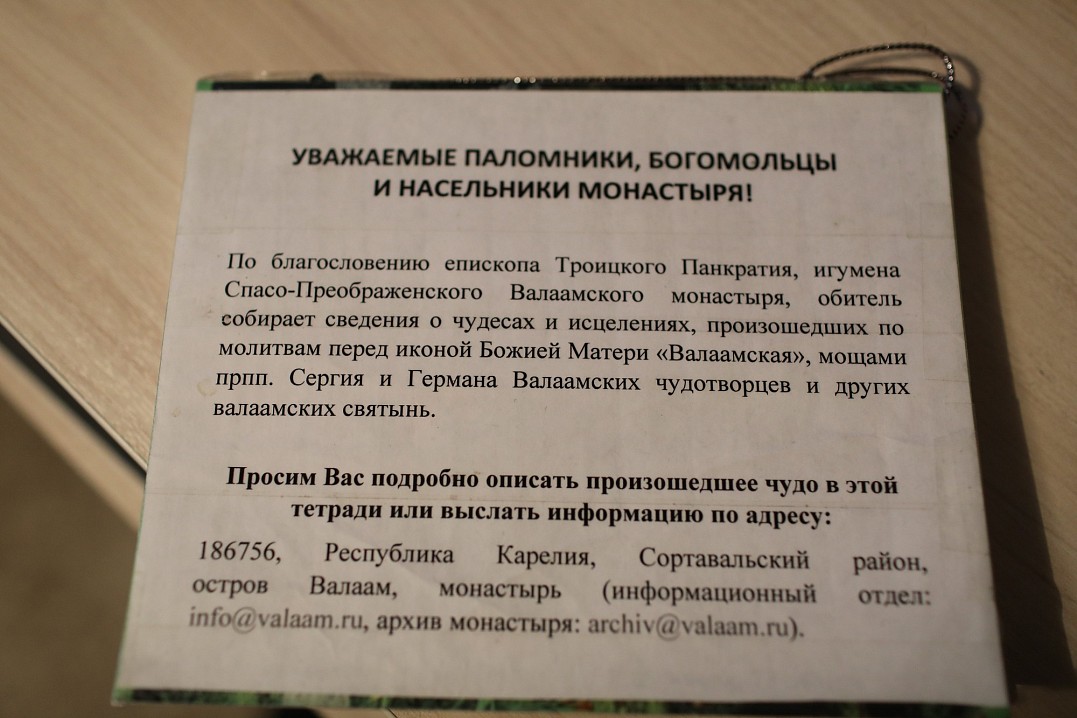 УВАЖАЕМЫЕ ПАЛОМНИКИ, БОГОМОЛЬЦЫ
И НАСЕЛЬНИКИ МОНАСТЫРЯ!
По благословению епископа Троицкого Панкратия, игумена
Спасо-Преображенского Валаамского монастыря, обитель
собирает сведения о чудесах и исцелениях, произошедших по
молитвам перед иконой Божией Матери «Валаамская», мощами
прпп. Сергия и Германа Валаамских чудотворцев и других
валаамских святынь.
Просим Вас подробно описать произошедшее чудо в этой
тетради или выслать информацию по адресу:
186756, Республика Карелия, Сортавальский район,
остров Валаам, монастырь (информационный отдел:
info@valaam.ru, архив монастыря: archiv@valaam.ru).